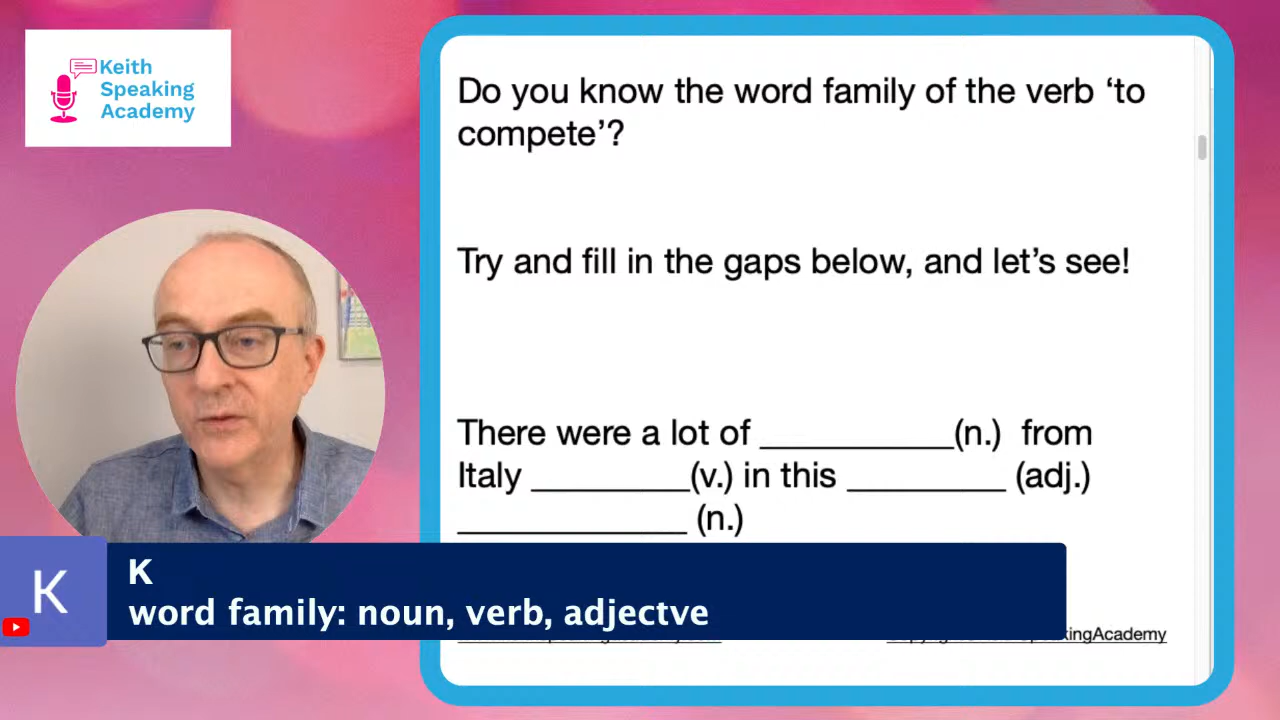 Keith
Speaking
Academy
Do you know the word family of the verb ‘to
compete’?
Try and fill in the gaps below, and let’s see!
There were a lot of ___________(n.) from
Italy _________(v.) in this _________ (adj.)
_____________ (n.)
K
K
word family: noun, verb, adjectve
kingAcademy